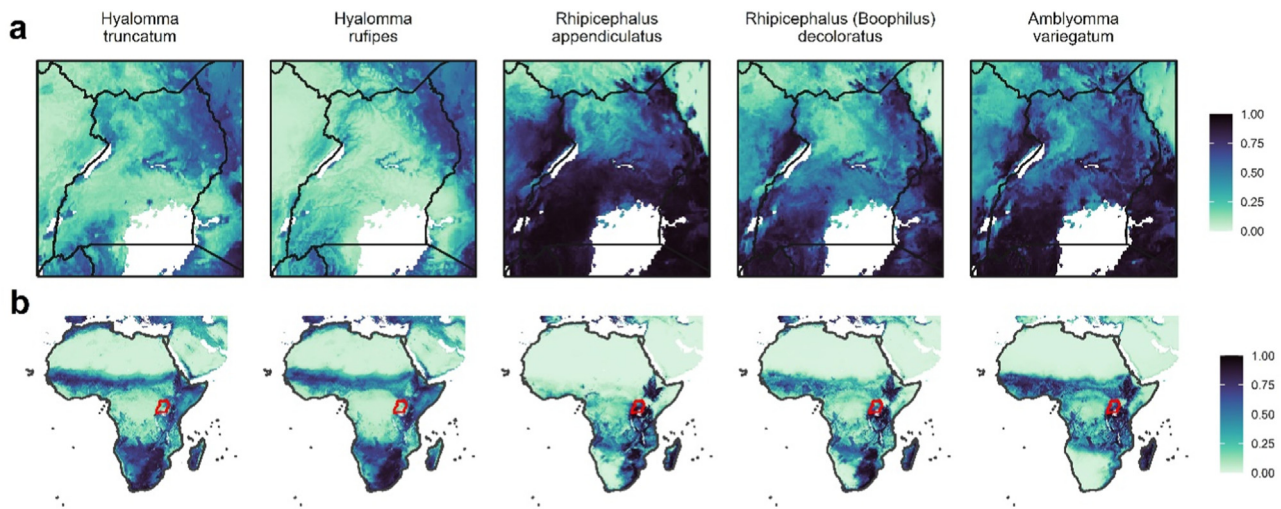 a
Hyalomma
truncatum
Hyalomma
rufipes
Rhipicephalus
appendiculatus
Rhipicephalus (Boophilus)
decoloratus
Amblyomma
variegatum
1.00
0.75
0.50
0.25
0.00
b
1.00
0.75
0.50
0.25
0.00